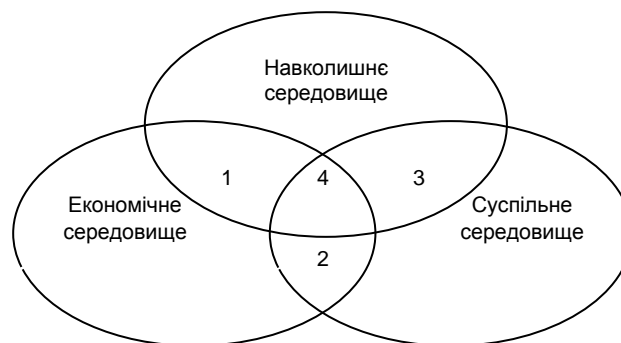 Навколишнє
середовище
1
4
3
Економічне
середовище
Суспільне
середовище
2